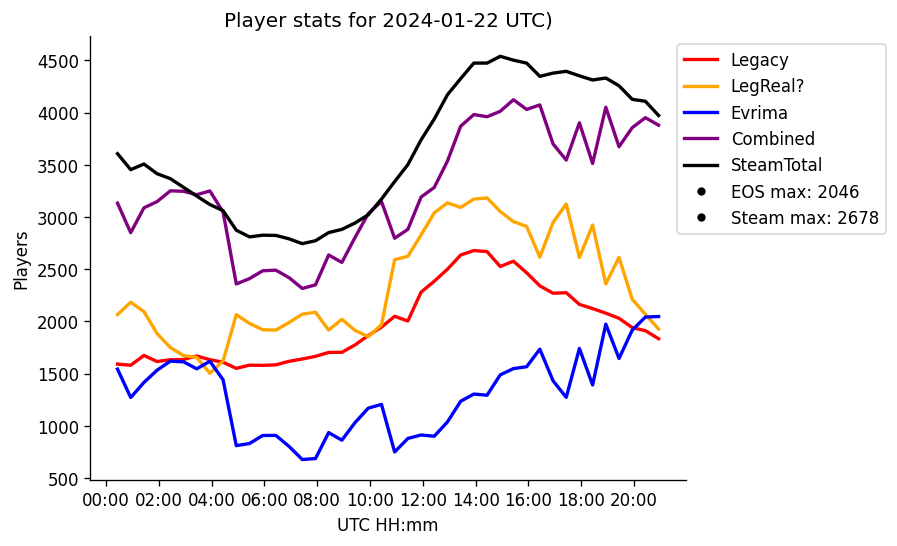 Player stats for 2024-01-22 UTC)
Players
4500
4000
3500
3000
2500
2000
1500
1000
500
00:00 02:00 04:00 06:00 08:00 10:00 12:00 14:00 16:00 18:00 20:00
UTC HH:mm
Legacy
LegReal?
Evrima
Combined
SteamTotal
EOS max: 2046
Steam max: 2678